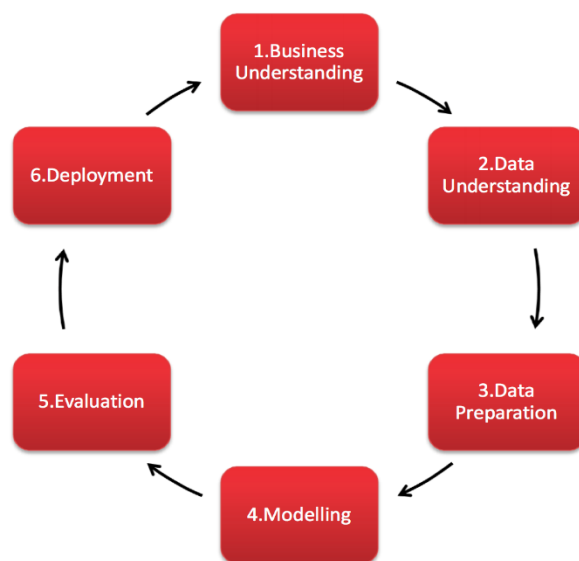 1.Business
Understanding
2.Data
Understanding
3.Data
Preparation
4.Modelling
5.Evaluation
6.Deployment